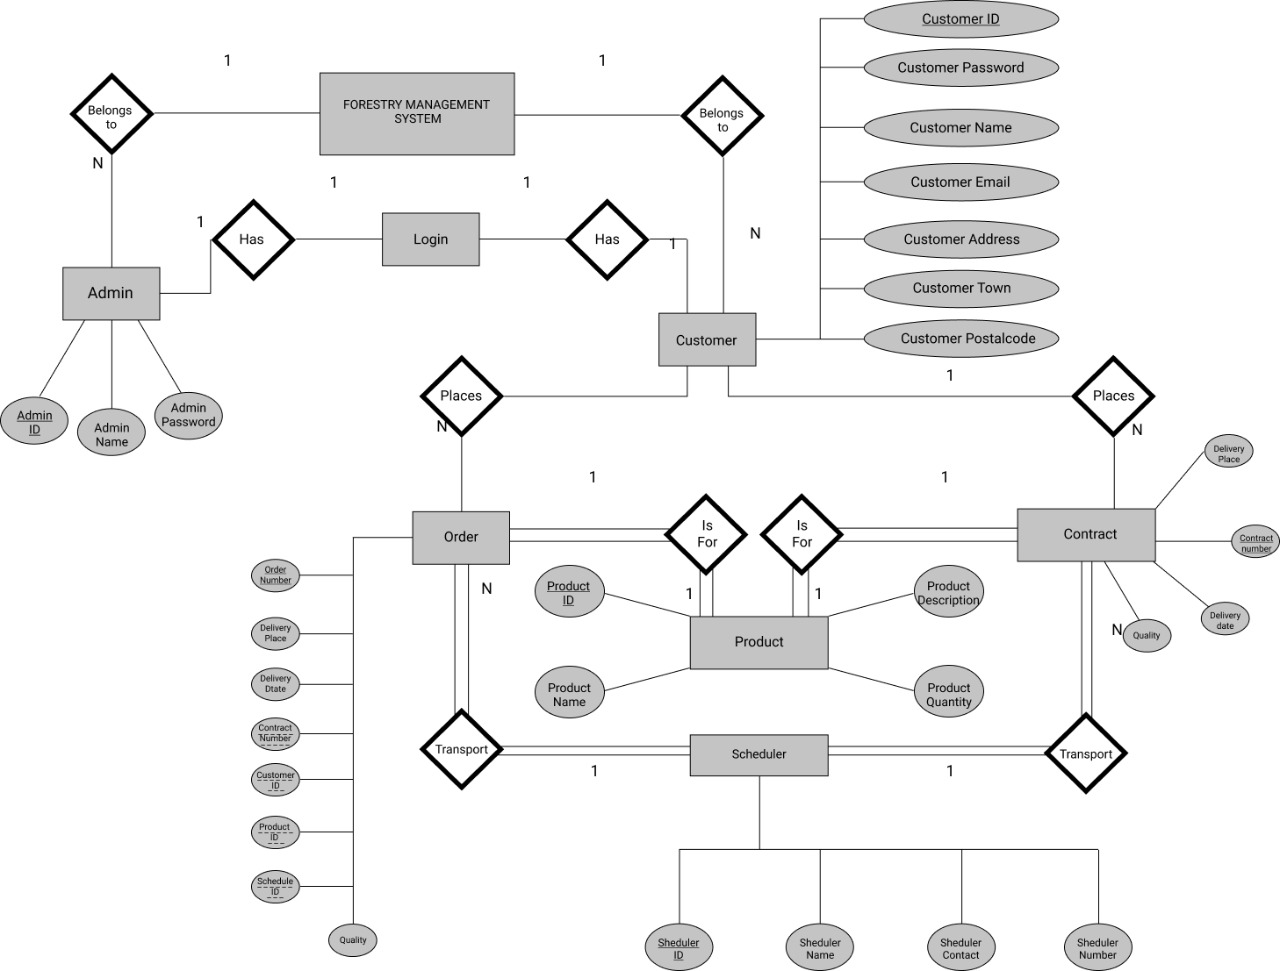 Customer ID
Customer Password
Customer Name
Customer Email
Customer Address
Customer Town
Customer Postalcode
1
1
Belongs
to
FORESTRY MANAGEMENT
SYSTEM
Belongs
to
N
1
1
1
Has
Login
Has
1
N
Admin
Customer
Admin
ID
Admin
Name
Admin
Password
Places
N
1
Places
N
1
1
Order
Is
For
Is
For
Contract
Delivery
Place
Contract
number
Delivery
date
N
Quality
N
1
1
Product
ID
Product
Description
Product
Product
Name
Product
Quantity
Order
Number
Delivery
Place
Delivery
Dtate
Contract
Number
Customer
ID
Product
ID
Schedule
ID
Quality
Transport
Scheduler
Transport
1
1
Sheduler
ID
Sheduler
Name
Sheduler
Contact
Sheduler
Number